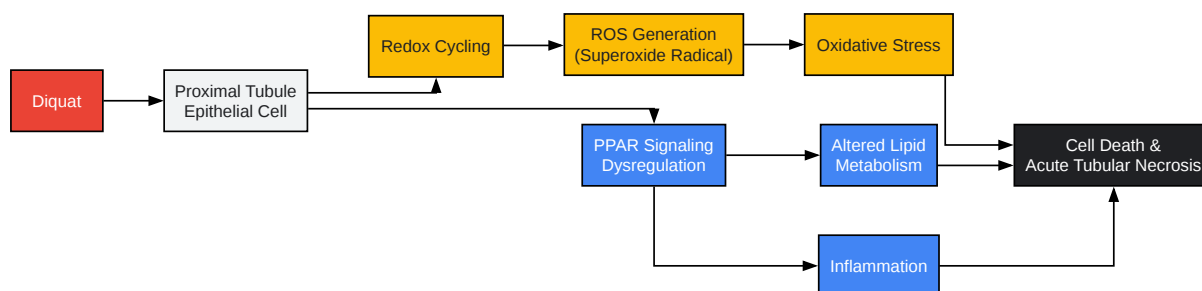 Diquat
Proximal Tubule
Epithelial Cell
Redox Cycling
ROS Generation
(Superoxide Radical)
Oxidative Stress
PPAR Signaling
Dysregulation
Altered Lipid
Metabolism
Inflammation
Cell Death &
Acute Tubular Necrosis